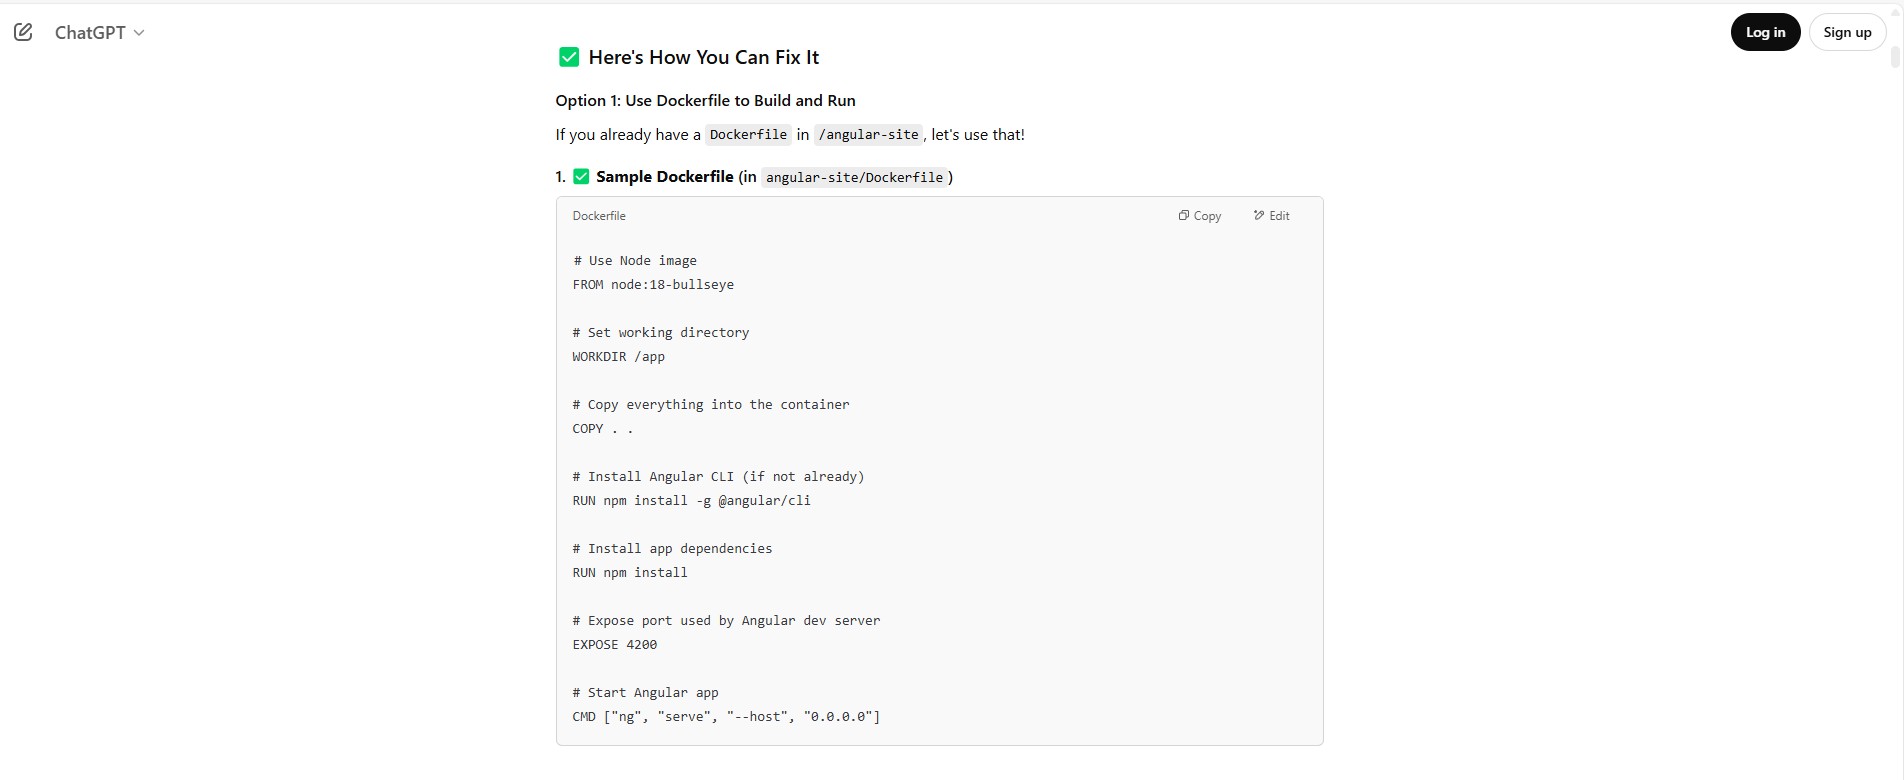 ChatGPT
Log in
Sign up
✅ Here's How You Can Fix It
Option 1: Use Dockerfile to Build and Run
If you already have a Dockerfile in /angular-site, let's use that!
1. ✅ Sample Dockerfile (in angular-site/Dockerfile)
Dockerfile
Copy
Edit
# Use Node image
FROM node:18-bullseye
# Set working directory
WORKDIR /app
# Copy everything into the container
COPY . .
# Install Angular CLI (if not already)
RUN npm install -g @angular/cli
# Install app dependencies
RUN npm install
# Expose port used by Angular dev server
EXPOSE 4200
# Start Angular app
CMD ["ng", "serve", "--host", "0.0.0.0"]